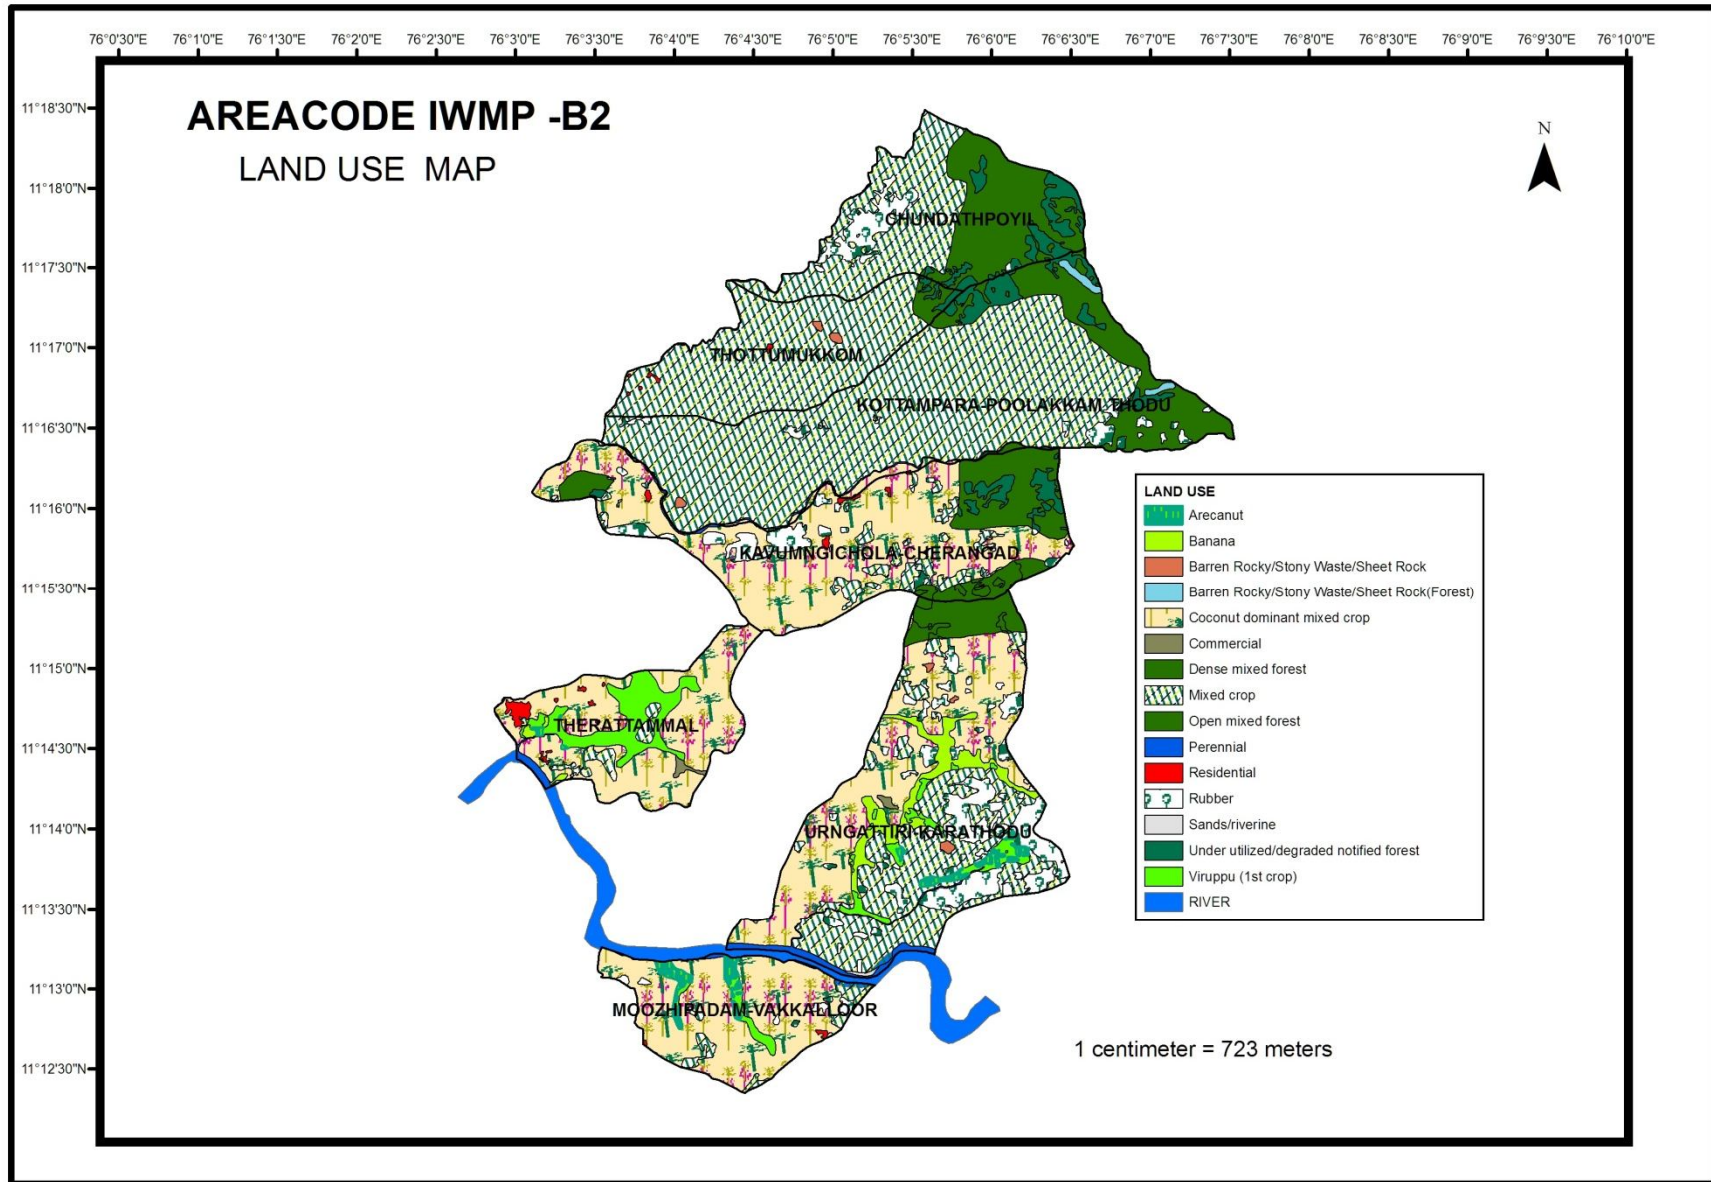 76°0'30"E 76°1'0"E 76°1'30"E 76°2'0"E 76°2'30"E 76°3'0"E 76°3'30"E 76°4'0"E 76°4'30"E 76°5'0"E 76°5'30"E 76°6'0"E 76°6'30"E 76°7'0"E 76°7'30"E 76°8'0"E 76°8'30"E 76°9'0"E 76°9'30"E 76°10'0"E
11°18'30"N
11°18'0"N
11°17'30"N
11°17'0"N
11°16'30"N
11°16'0"N
11°15'30"N
11°15'0"N
11°14'30"N
11°14'0"N
11°13'30"N
11°13'0"N
11°12'30"N
AREACODE IWMP -B2
LAND USE MAP
N
CHUNDATHPOYIL
THOTTUMUKKOM
KOTTAMPARA-POOLAKKAM-THODU
KAVUMNGICHOLA-CHERANGAD
THERATTAMMAL
URNGATTIRI-KARATHODU
MOOZHIPADAM-VAKKALLOOR
LAND USE
Arecanut
Banana
Barren Rocky/Stony Waste/Sheet Rock
Barren Rocky/Stony Waste/Sheet Rock(Forest)
Coconut dominant mixed crop
Commercial
Dense mixed forest
Mixed crop
Open mixed forest
Perennial
Residential
Rubber
Sands/riverine
Under utilized/degraded notified forest
Viruppu (1st crop)
RIVER
1 centimeter = 723 meters